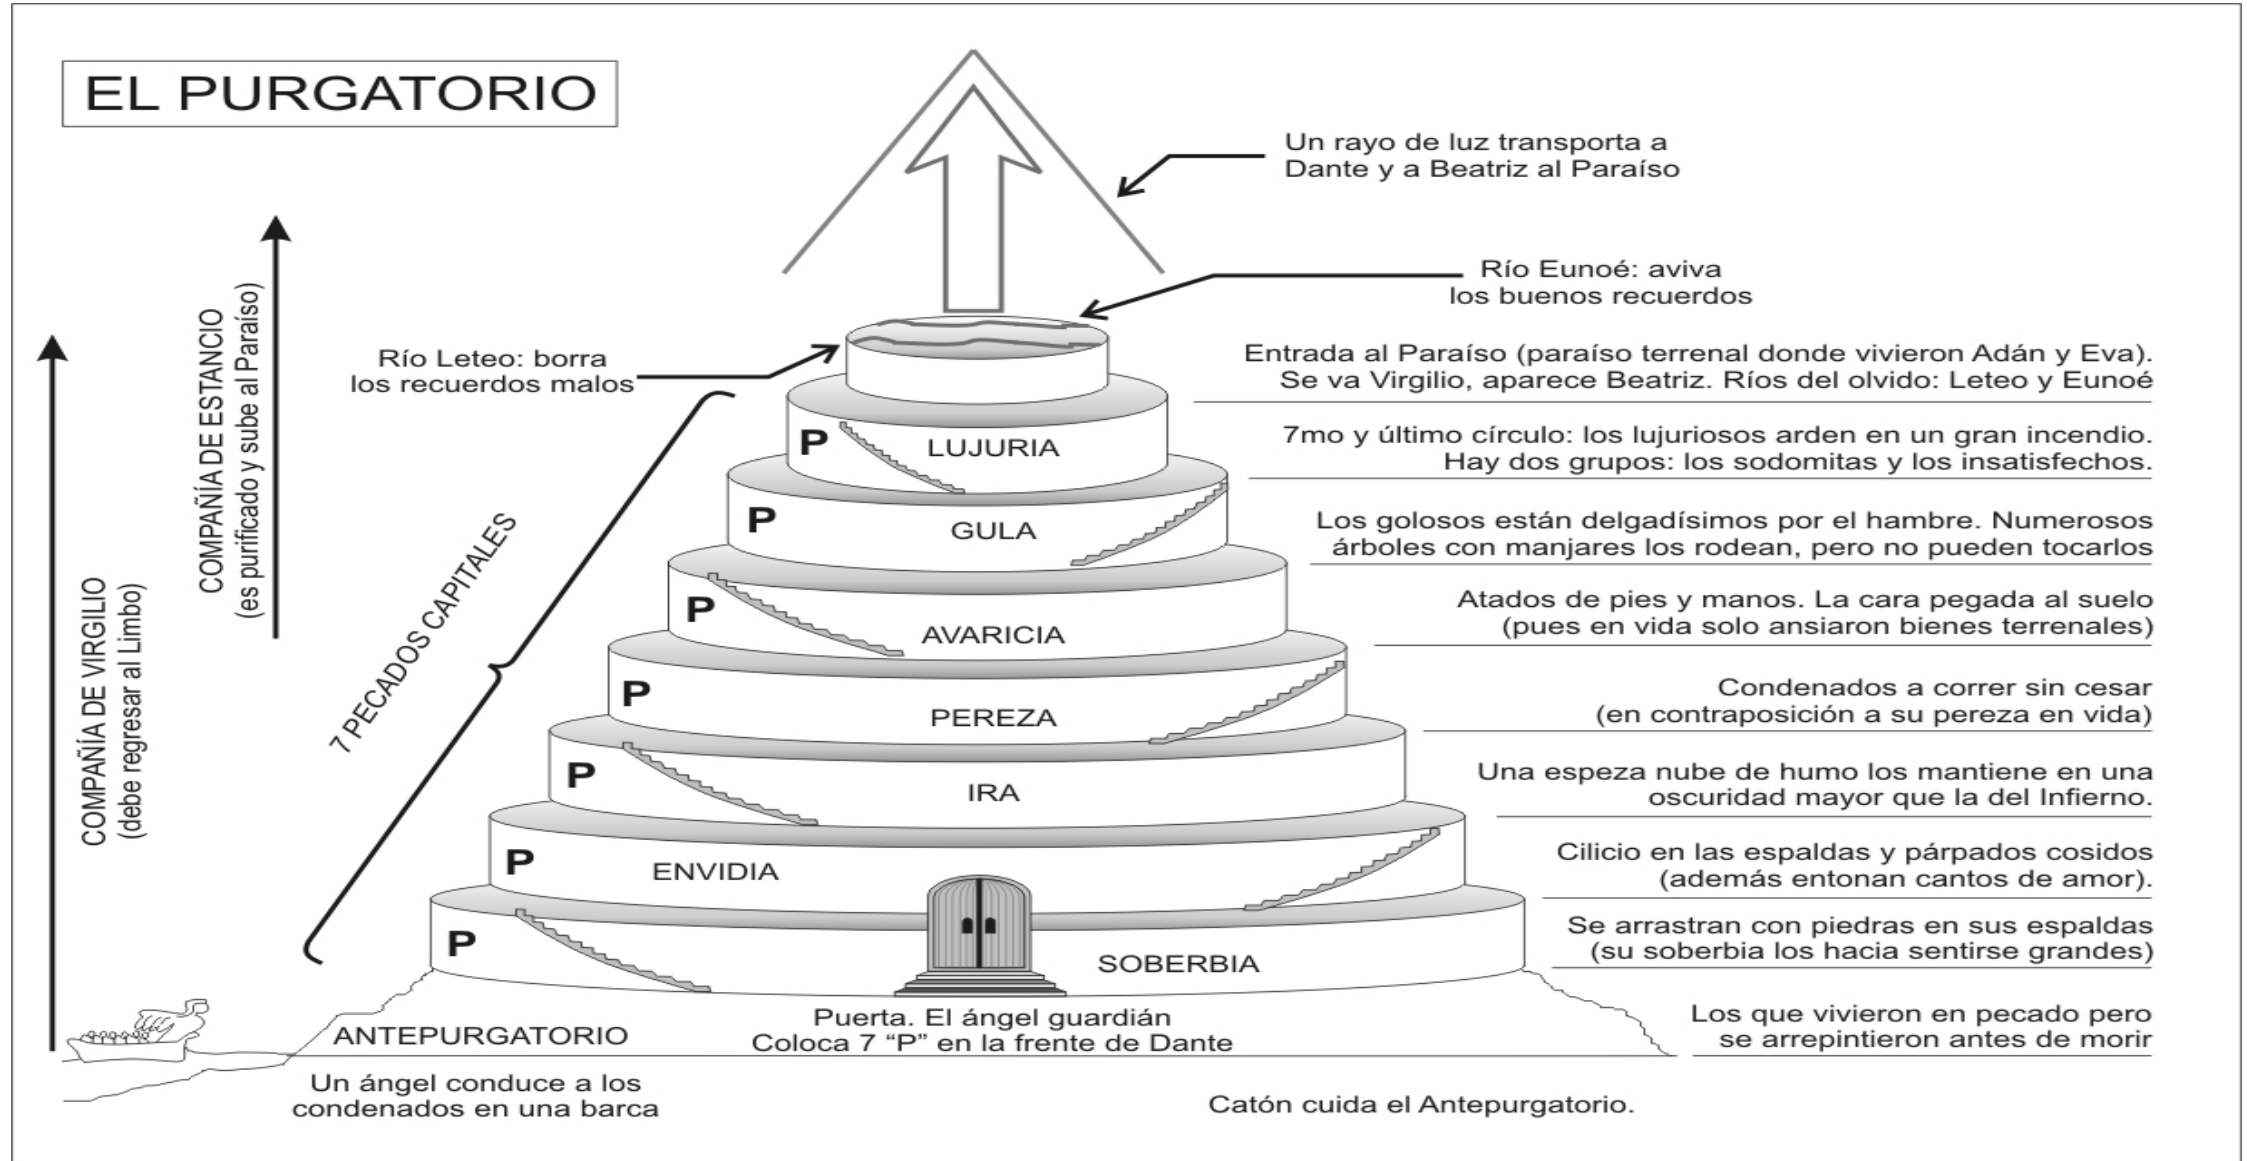 EL PURGATORIO
Un rayo de luz transporta a
Dante y a Beatriz al Paraíso
Río Eunoé: aviva
los buenos recuerdos
Río Leteo: borra
los recuerdos malos
Entrada al Paraíso (paraíso terrenal donde vivieron Adán y Eva).
Se va Virgilio, aparece Beatriz. Ríos del olvido: Leteo y Eunoé
COMPAÑÍA DE VIRGILIO
(debe regresar al Limbo)
COMPAÑÍA DE ESTANCIO
(es purificado y sube al Paraíso)
7 PECADOS CAPITALES
P
LUJURIA
7mo y último círculo: los lujuriosos arden en un gran incendio.
Hay dos grupos: los sodomitas y los insatisfechos.
P
GULA
Los golosos están delgadísimos por el hambre. Numerosos
árboles con manjares los rodean, pero no pueden tocarlos
P
AVARICIA
Atados de pies y manos. La cara pegada al suelo
(pues en vida solo ansiaron bienes terrenales)
P
PEREZA
Condenados a correr sin cesar
(en contraposición a su pereza en vida)
P
IRA
Una espeza nube de humo los mantiene en una
oscuridad mayor que la del Infierno.
P
ENVIDIA
Cilicio en las espaldas y párpados cosidos
(además entonan cantos de amor).
P
SOBERBIA
Se arrastran con piedras en sus espaldas
(su soberbia los hacia sentirse grandes)
ANTEPURGATORIO
Puerta. El ángel guardián
Coloca 7 “P” en la frente de Dante
Los que vivieron en pecado pero
se arrepintieron antes de morir
Un ángel conduce a los
condenados en una barca
Catón cuida el Antepurgatorio.